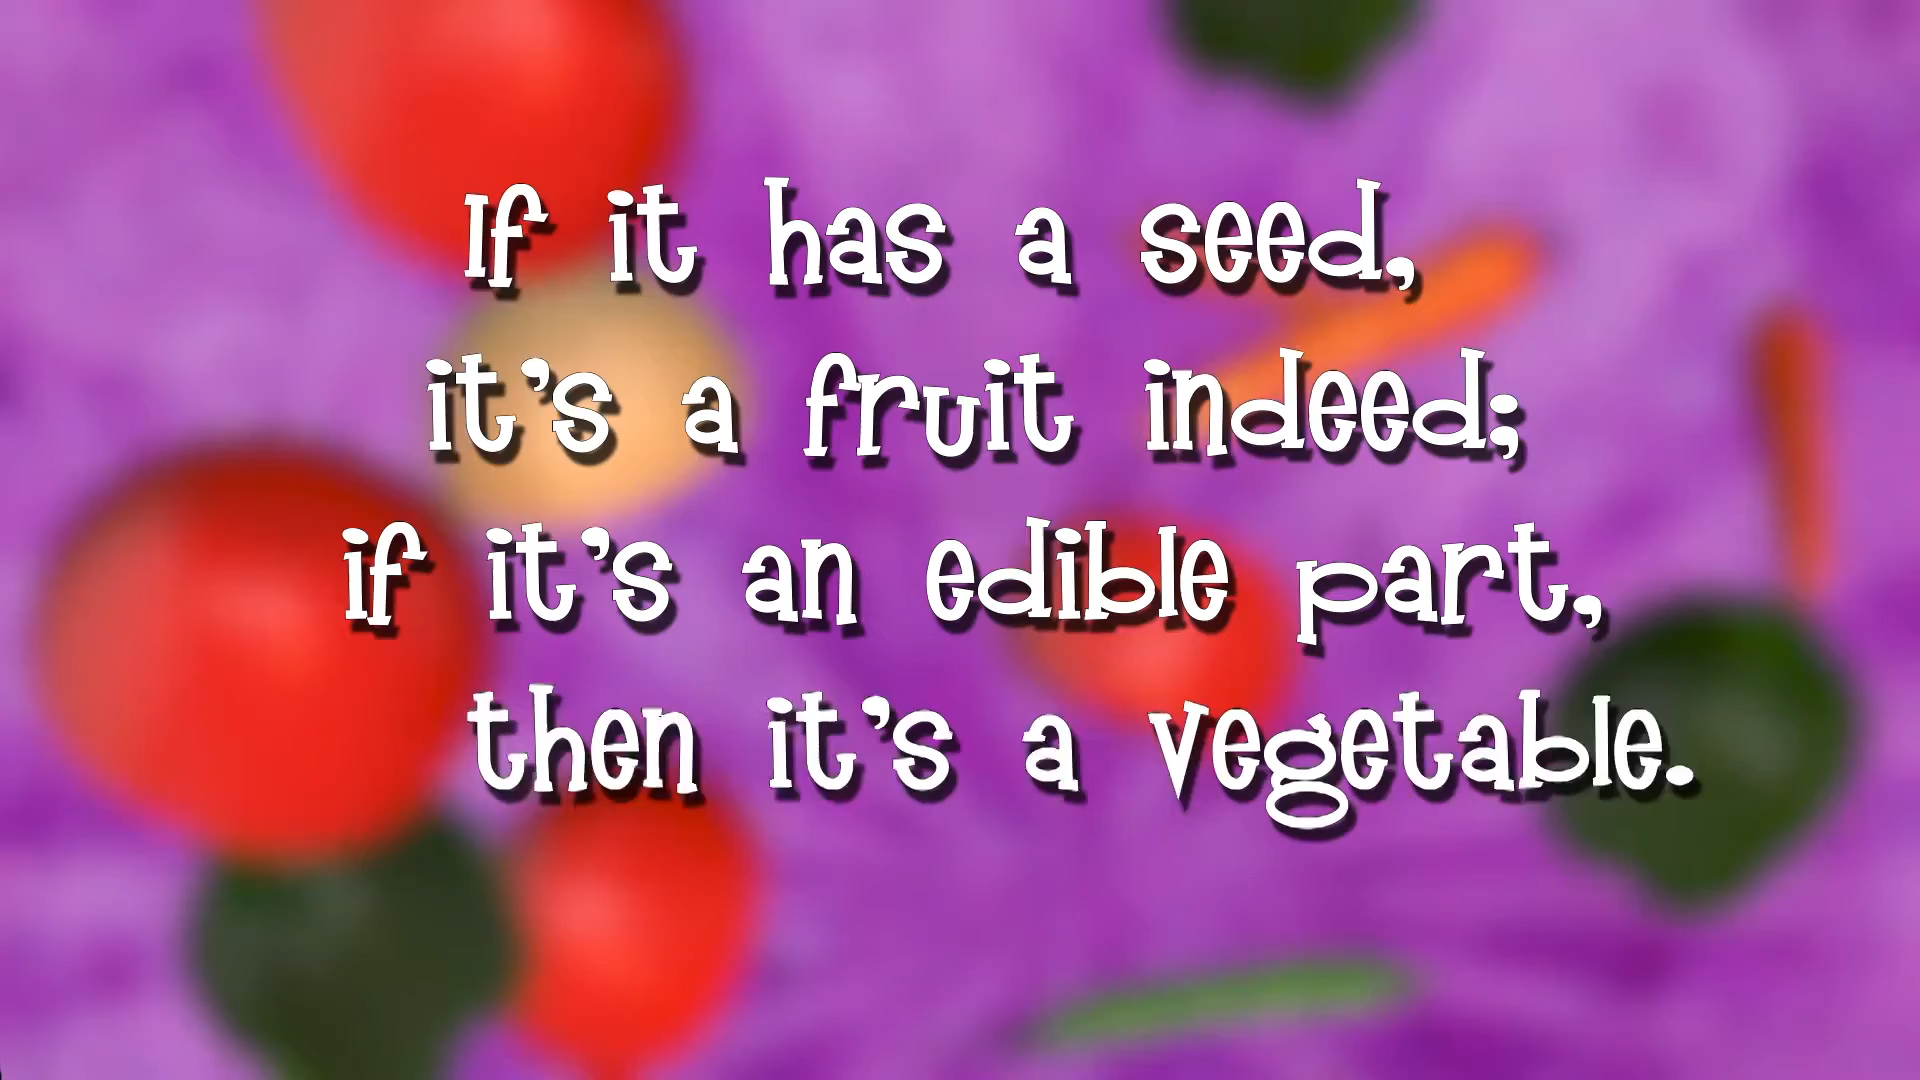 If it has a seed,
it's a fruit indeed;
if it's an edible part,
then it's a vegetable.